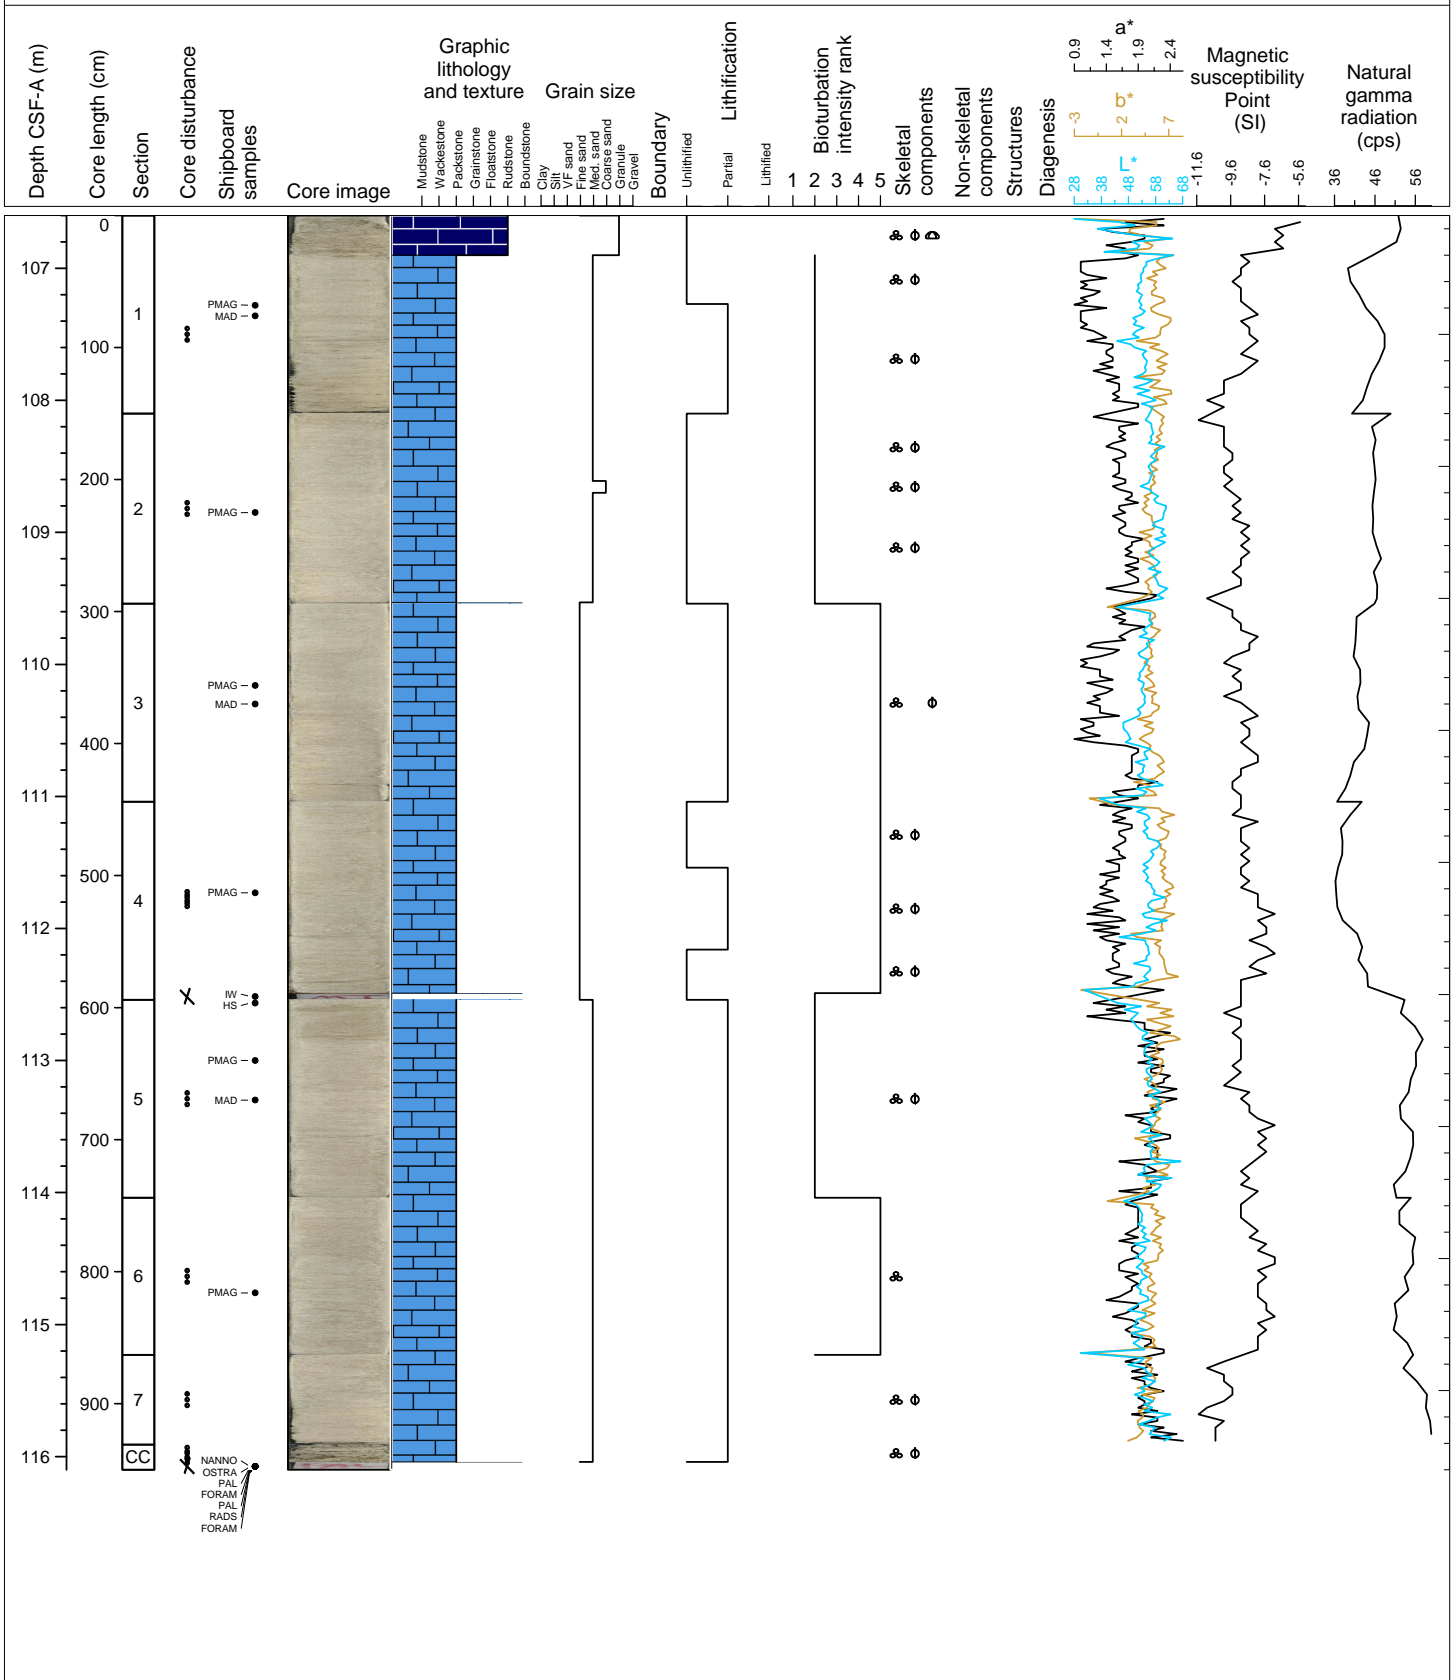 Depth CSF-A (m)
Core length (cm)
Section
Core disturbance
Shipboard
samples
Core image
Graphic
lithology
and texture
Mudstone
Wackestone
Packstone
Grainstone
Floatstone
Rudstone
Boundstone
Grain size
Clay
Silt
VF sand
Fine sand
Med. sand
Coarse sand
Granule
Gravel
Boundary
Lithification
Unlithified
Partial
Lithified
Bioturbation
intensity rank
1 2 3 4 5
Skeletal
components
Non-skeletal
components
Structures
Diagenesis
a*
0.9 1.4 1.9 2.4
b*
-3 2 7
L*
28 38 48 58 68
Magnetic
susceptibility
Point
(SI)
-11.6 -9.6 -7.6 -5.6
Natural
gamma
radiation
(cps)
36 46 56
0
107
PMAG
1
MAD
100
108
200
2
PMAG
109
300
110
PMAG
3
MAD
400
111
500
4
PMAG
112
IW
600
HS
113
PMAG
5
MAD
700
114
800
6
PMAG
115
7
900
116
CC
NANNO
OSTRA
PAL
FORAM
PAL
RADS
FORAM